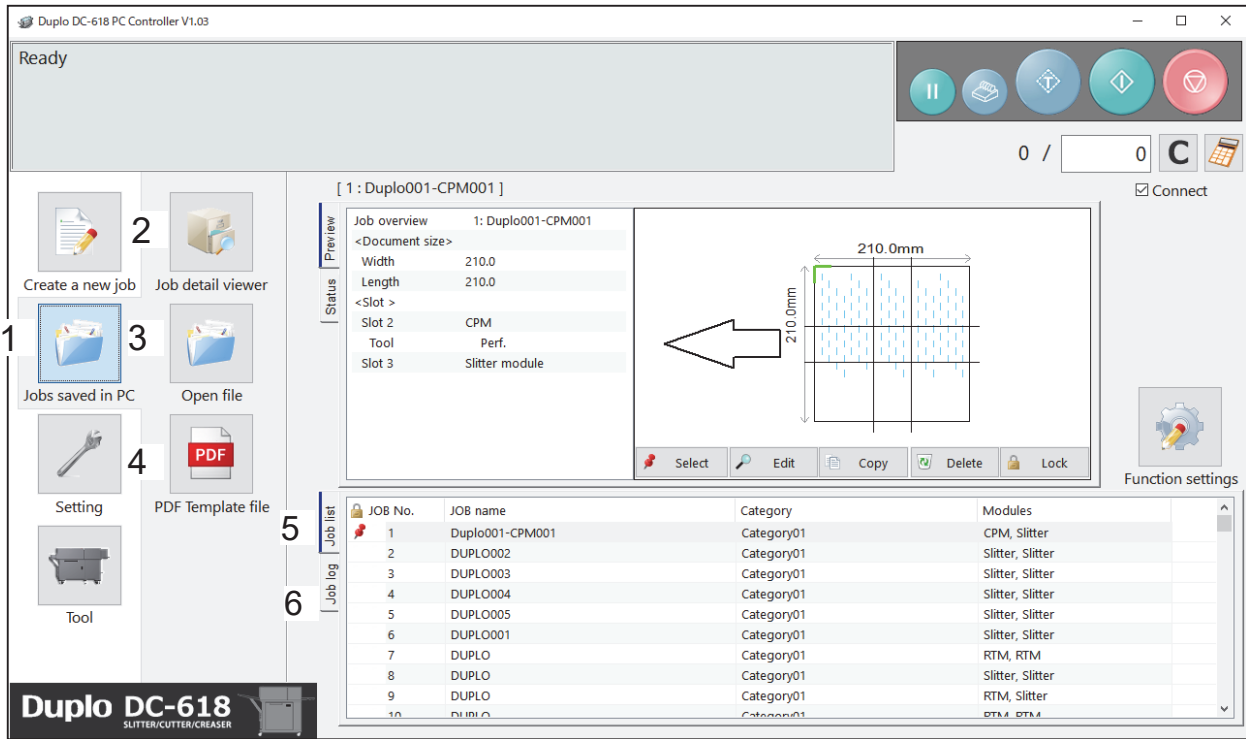 Duplo DC-618 PC Controller V1.03
Ready
0 / 0 C
Connect
[ 1 : Duplo001-CPM001 ]
Preview
Status
Job overview 1: Duplo001-CPM001
<Document size>
Width 210.0
Length 210.0
<Slot >
Slot 2 CPM
Tool Perf.
Slot 3 Slitter module
210.0mm
210.0mm
Select Edit Copy Delete Lock
Function settings
2
Create a new job Job detail viewer
1 3
Jobs saved in PC Open file
4
PDF
Setting PDF Template file
Tool
5
Job list
6
Job log
JOB No. JOB name Category Modules
1 Duplo001-CPM001 Category01 CPM, Slitter
2 DUPLO002 Category01 Slitter, Slitter
3 DUPLO003 Category01 Slitter, Slitter
4 DUPLO004 Category01 Slitter, Slitter
5 DUPLO005 Category01 Slitter, Slitter
6 DUPLO001 Category01 Slitter, Slitter
7 DUPLO Category01 RTM, RTM
8 DUPLO Category01 Slitter, Slitter
9 DUPLO Category01 RTM, Slitter
10 DUPLO Category01 RTM, RTM
Duplo DC-618
SLITTER/CUTTER/CREASER